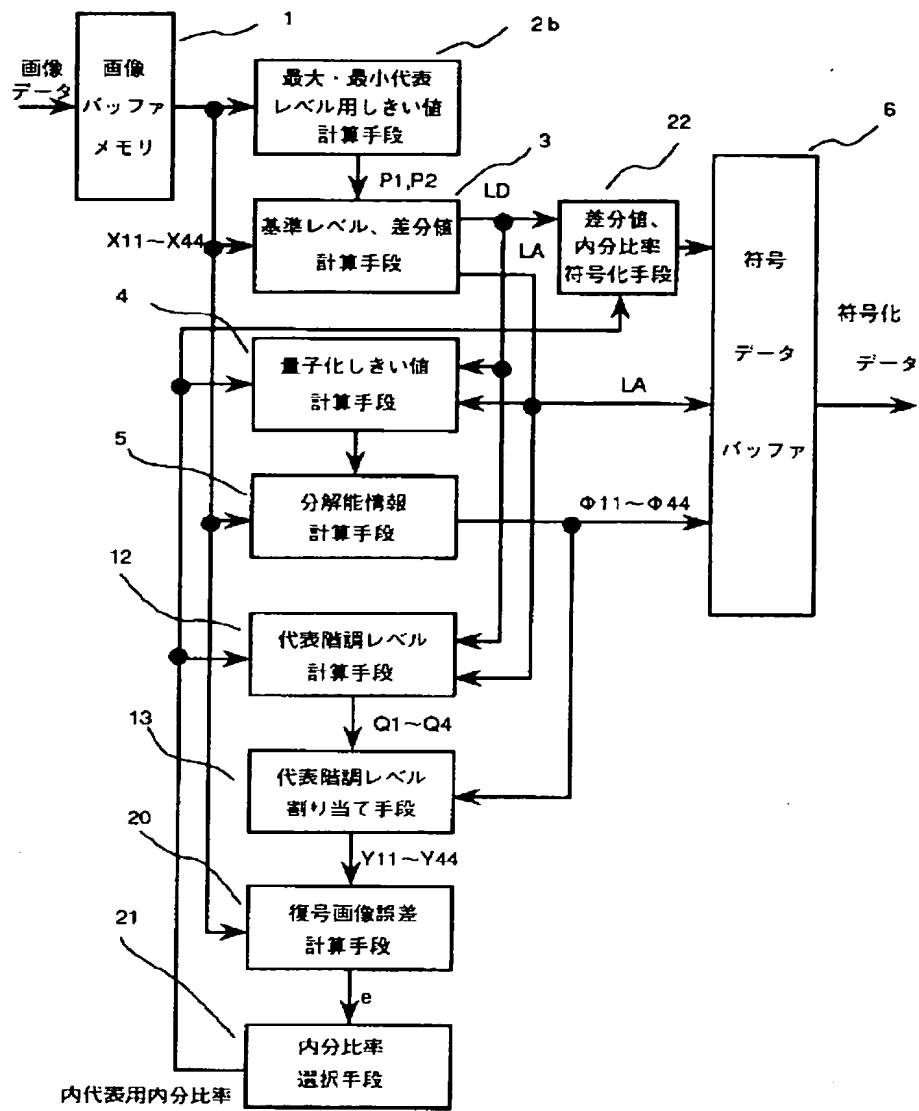 1
2b
画像
データ
画像
バッファ
メモリ
最大・最小代表
レベル用しきい値
計算手段
22
6
3
P1,P2
LD
X11～X44
基準レベル、差分値
計算手段
LA
差分値、
内分比率
符号化手段
符号
データ
バッファ
符号化
データ
4
量子化しきい値
計算手段
LA
5
分解能情報
計算手段
Φ11～Φ44
12
代表階調レベル
計算手段
Q1～Q4
13
代表階調レベル
割り当て手段
20
Y11～Y44
復号画像誤差
計算手段
21
e
内分比率
選択手段
内代表用内分比率